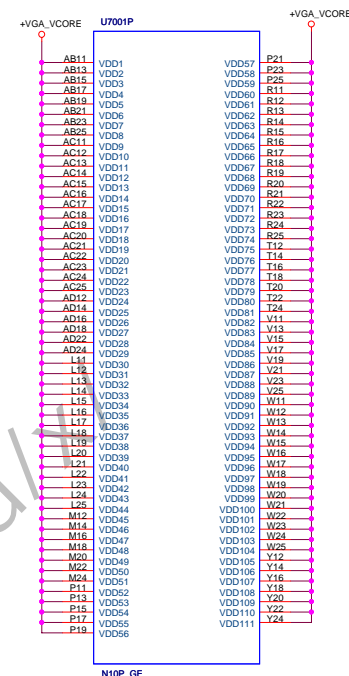 +VGA_VCORE U7001P +VGA_VCORE
AB11 VDD1 VDD57 P21
AB13 VDD2 VDD58 P23
AB15 VDD3 VDD59 P25
AB17 VDD4 VDD60 R11
AB19 VDD5 VDD61 R12
AB21 VDD6 VDD62 R13
AB23 VDD7 VDD63 R14
AB25 VDD8 VDD64 R15
AC11 VDD9 VDD65 R16
AC12 VDD10 VDD66 R17
AC13 VDD11 VDD67 R18
AC14 VDD12 VDD68 R19
AC15 VDD13 VDD69 R20
AC16 VDD14 VDD70 R21
AC17 VDD15 VDD71 R22
AC18 VDD16 VDD72 R23
AC19 VDD17 VDD73 R24
AC20 VDD18 VDD74 R25
AC21 VDD19 VDD75 T12
AC22 VDD20 VDD76 T14
AC23 VDD21 VDD77 T16
AC24 VDD22 VDD78 T18
AC25 VDD23 VDD79 T20
AD12 VDD24 VDD80 T22
AD14 VDD25 VDD81 T24
AD16 VDD26 VDD82 V11
AD18 VDD27 VDD83 V13
AD22 VDD28 VDD84 V15
AD24 VDD29 VDD85 V17
L11 VDD30 VDD86 V19
L12 VDD31 VDD87 V21
L13 VDD32 VDD88 V23
L14 VDD33 VDD89 V25
L15 VDD34 VDD90 W11
L16 VDD35 VDD91 W12
L17 VDD36 VDD92 W13
L18 VDD37 VDD93 W14
L19 VDD38 VDD94 W15
L20 VDD39 VDD95 W16
L21 VDD40 VDD96 W17
L22 VDD41 VDD97 W18
L23 VDD42 VDD98 W19
L24 VDD43 VDD99 W20
L25 VDD44 VDD100 W21
M12 VDD45 VDD101 W22
M14 VDD46 VDD102 W23
M16 VDD47 VDD103 W24
M18 VDD48 VDD104 W25
M20 VDD49 VDD105 Y12
M22 VDD50 VDD106 Y14
M24 VDD51 VDD107 Y16
P11 VDD52 VDD108 Y18
P13 VDD53 VDD109 Y20
P15 VDD54 VDD110 Y22
P17 VDD55 VDD111 Y24
P19 VDD56
N10P_GE